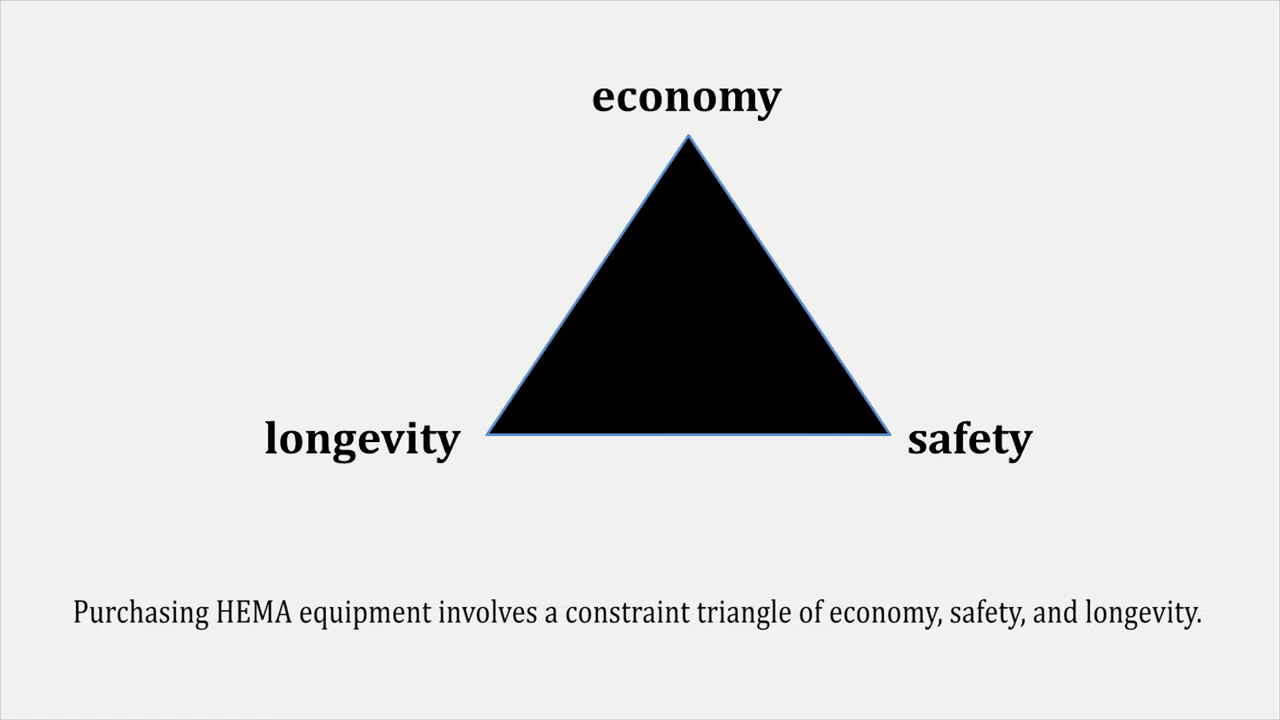 economy
longevity
safety
Purchasing HEMA equipment involves a constraint triangle of economy, safety, and longevity.